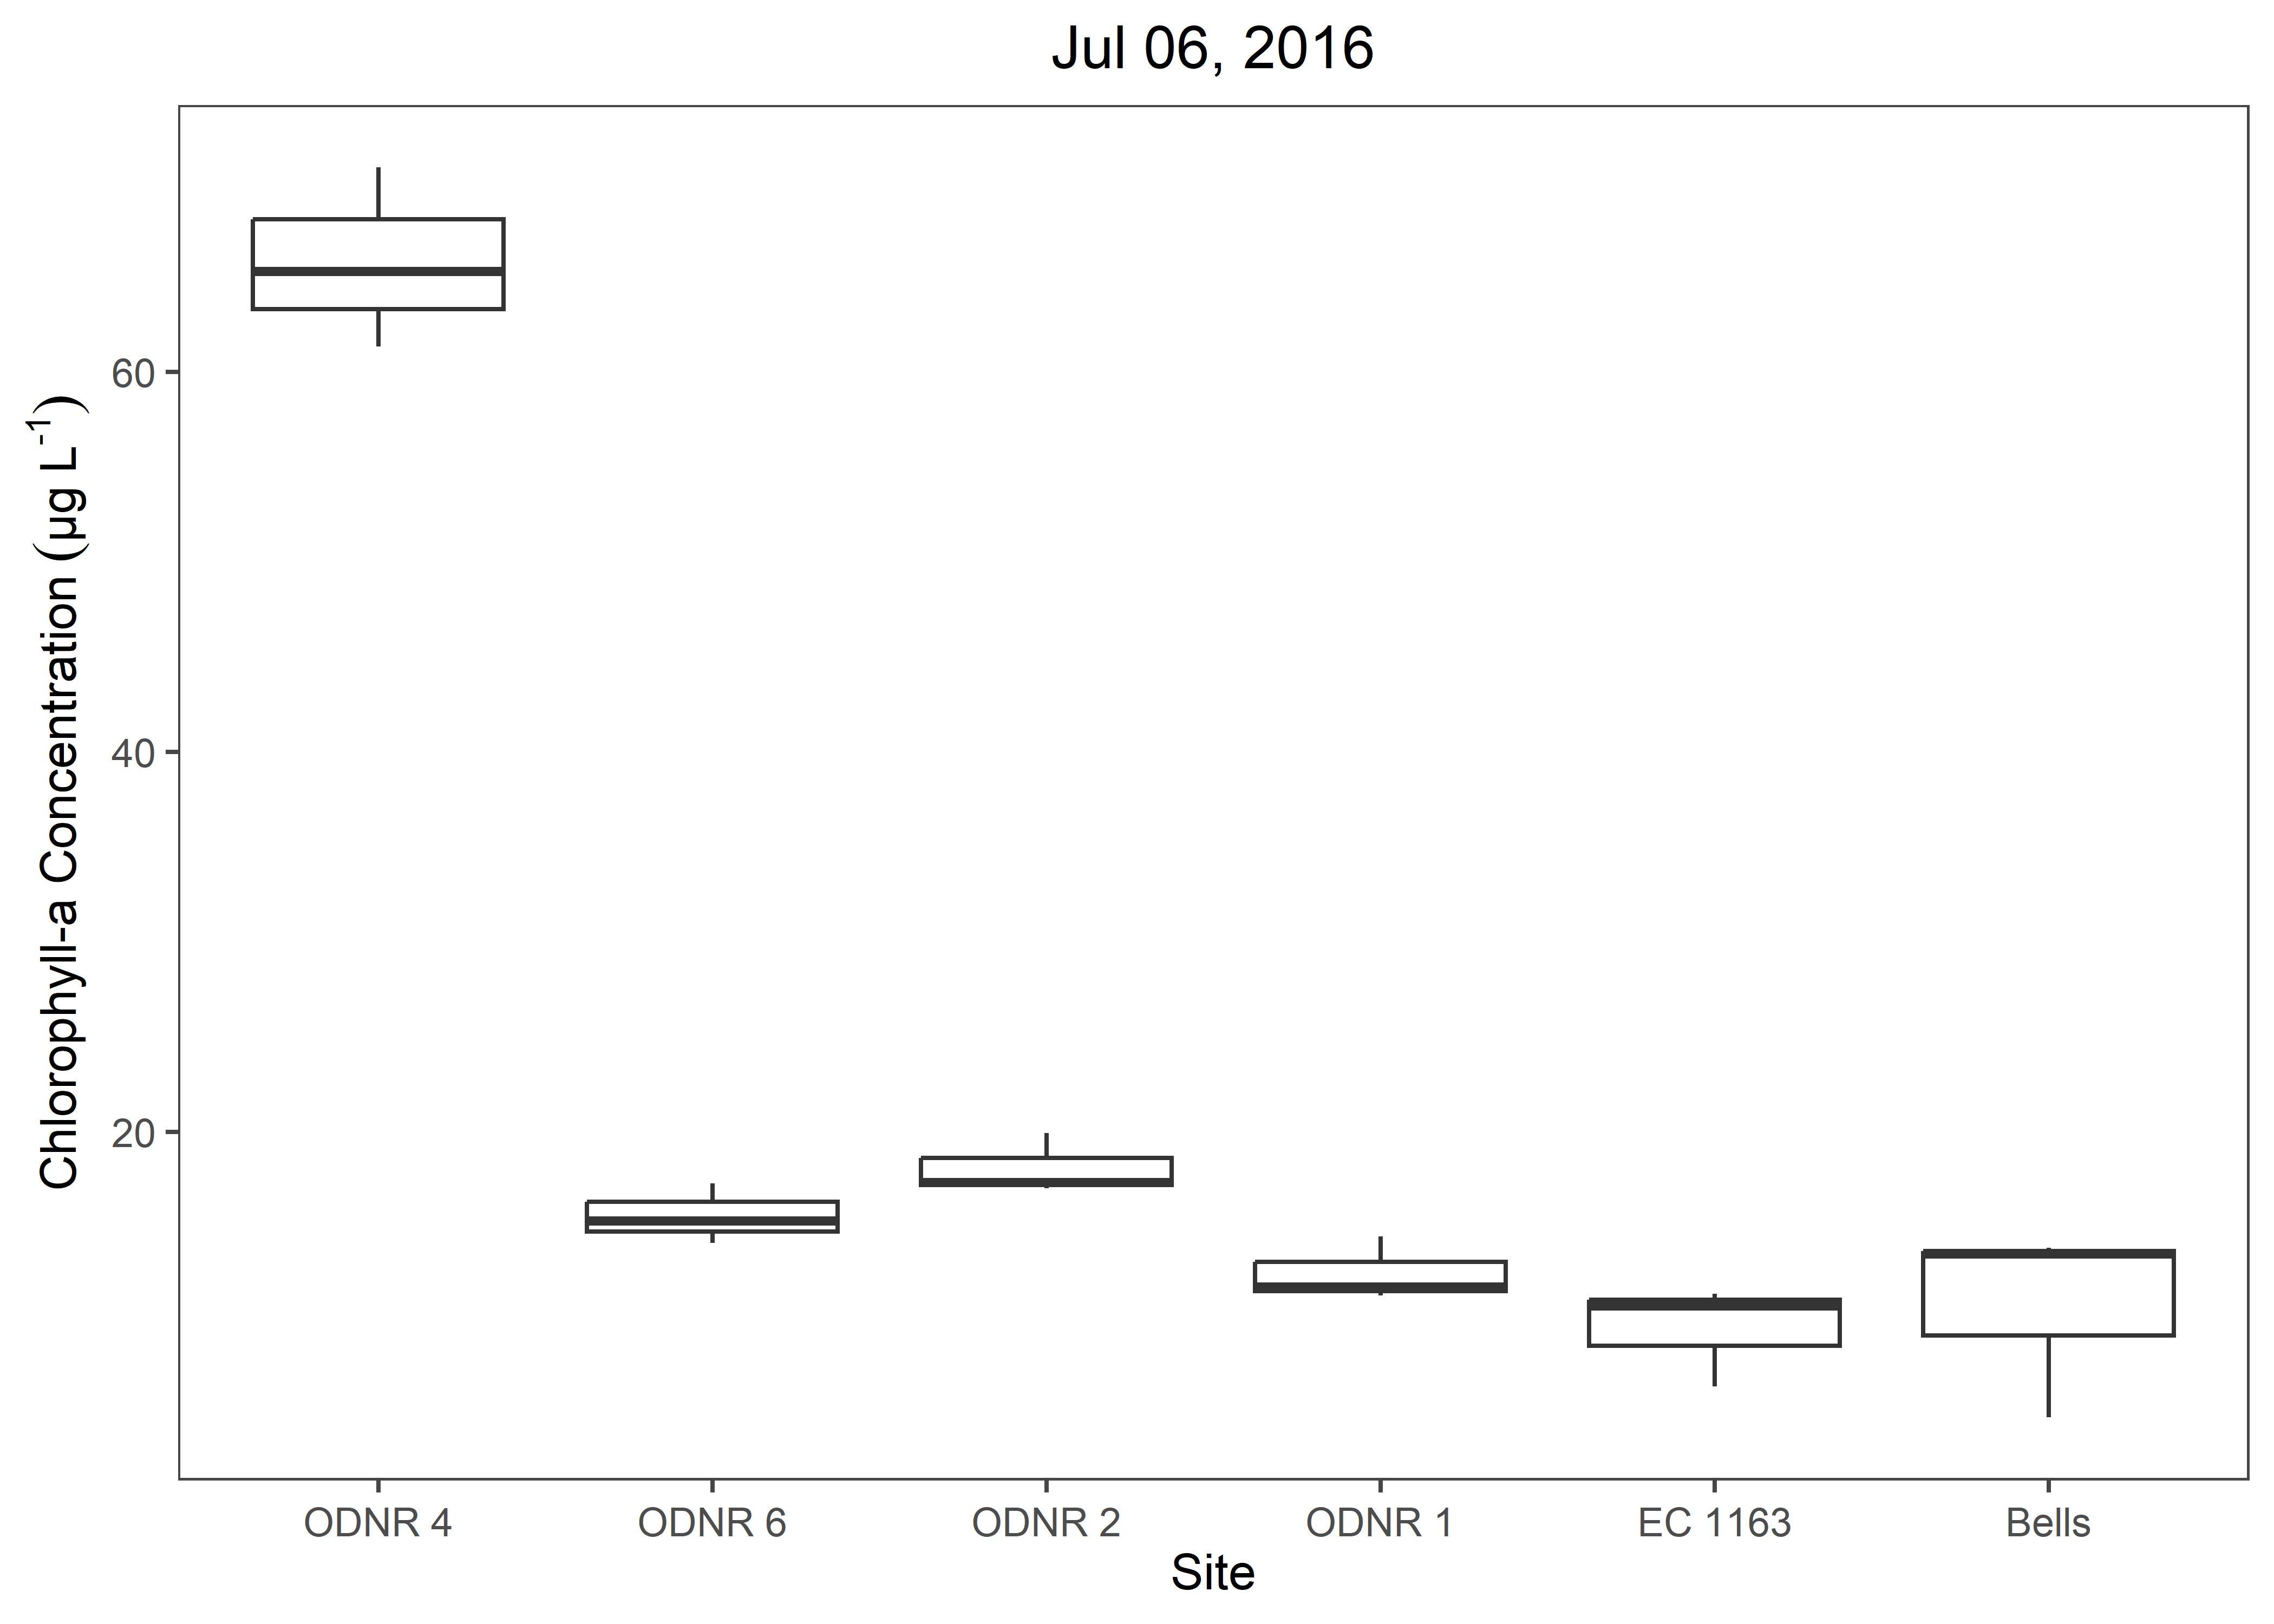 Jul 06, 2016
Chlorophyll-a Concentration (µg L⁻¹)
60
40
20
ODNR 4 ODNR 6 ODNR 2 ODNR 1 EC 1163 Bells
Site